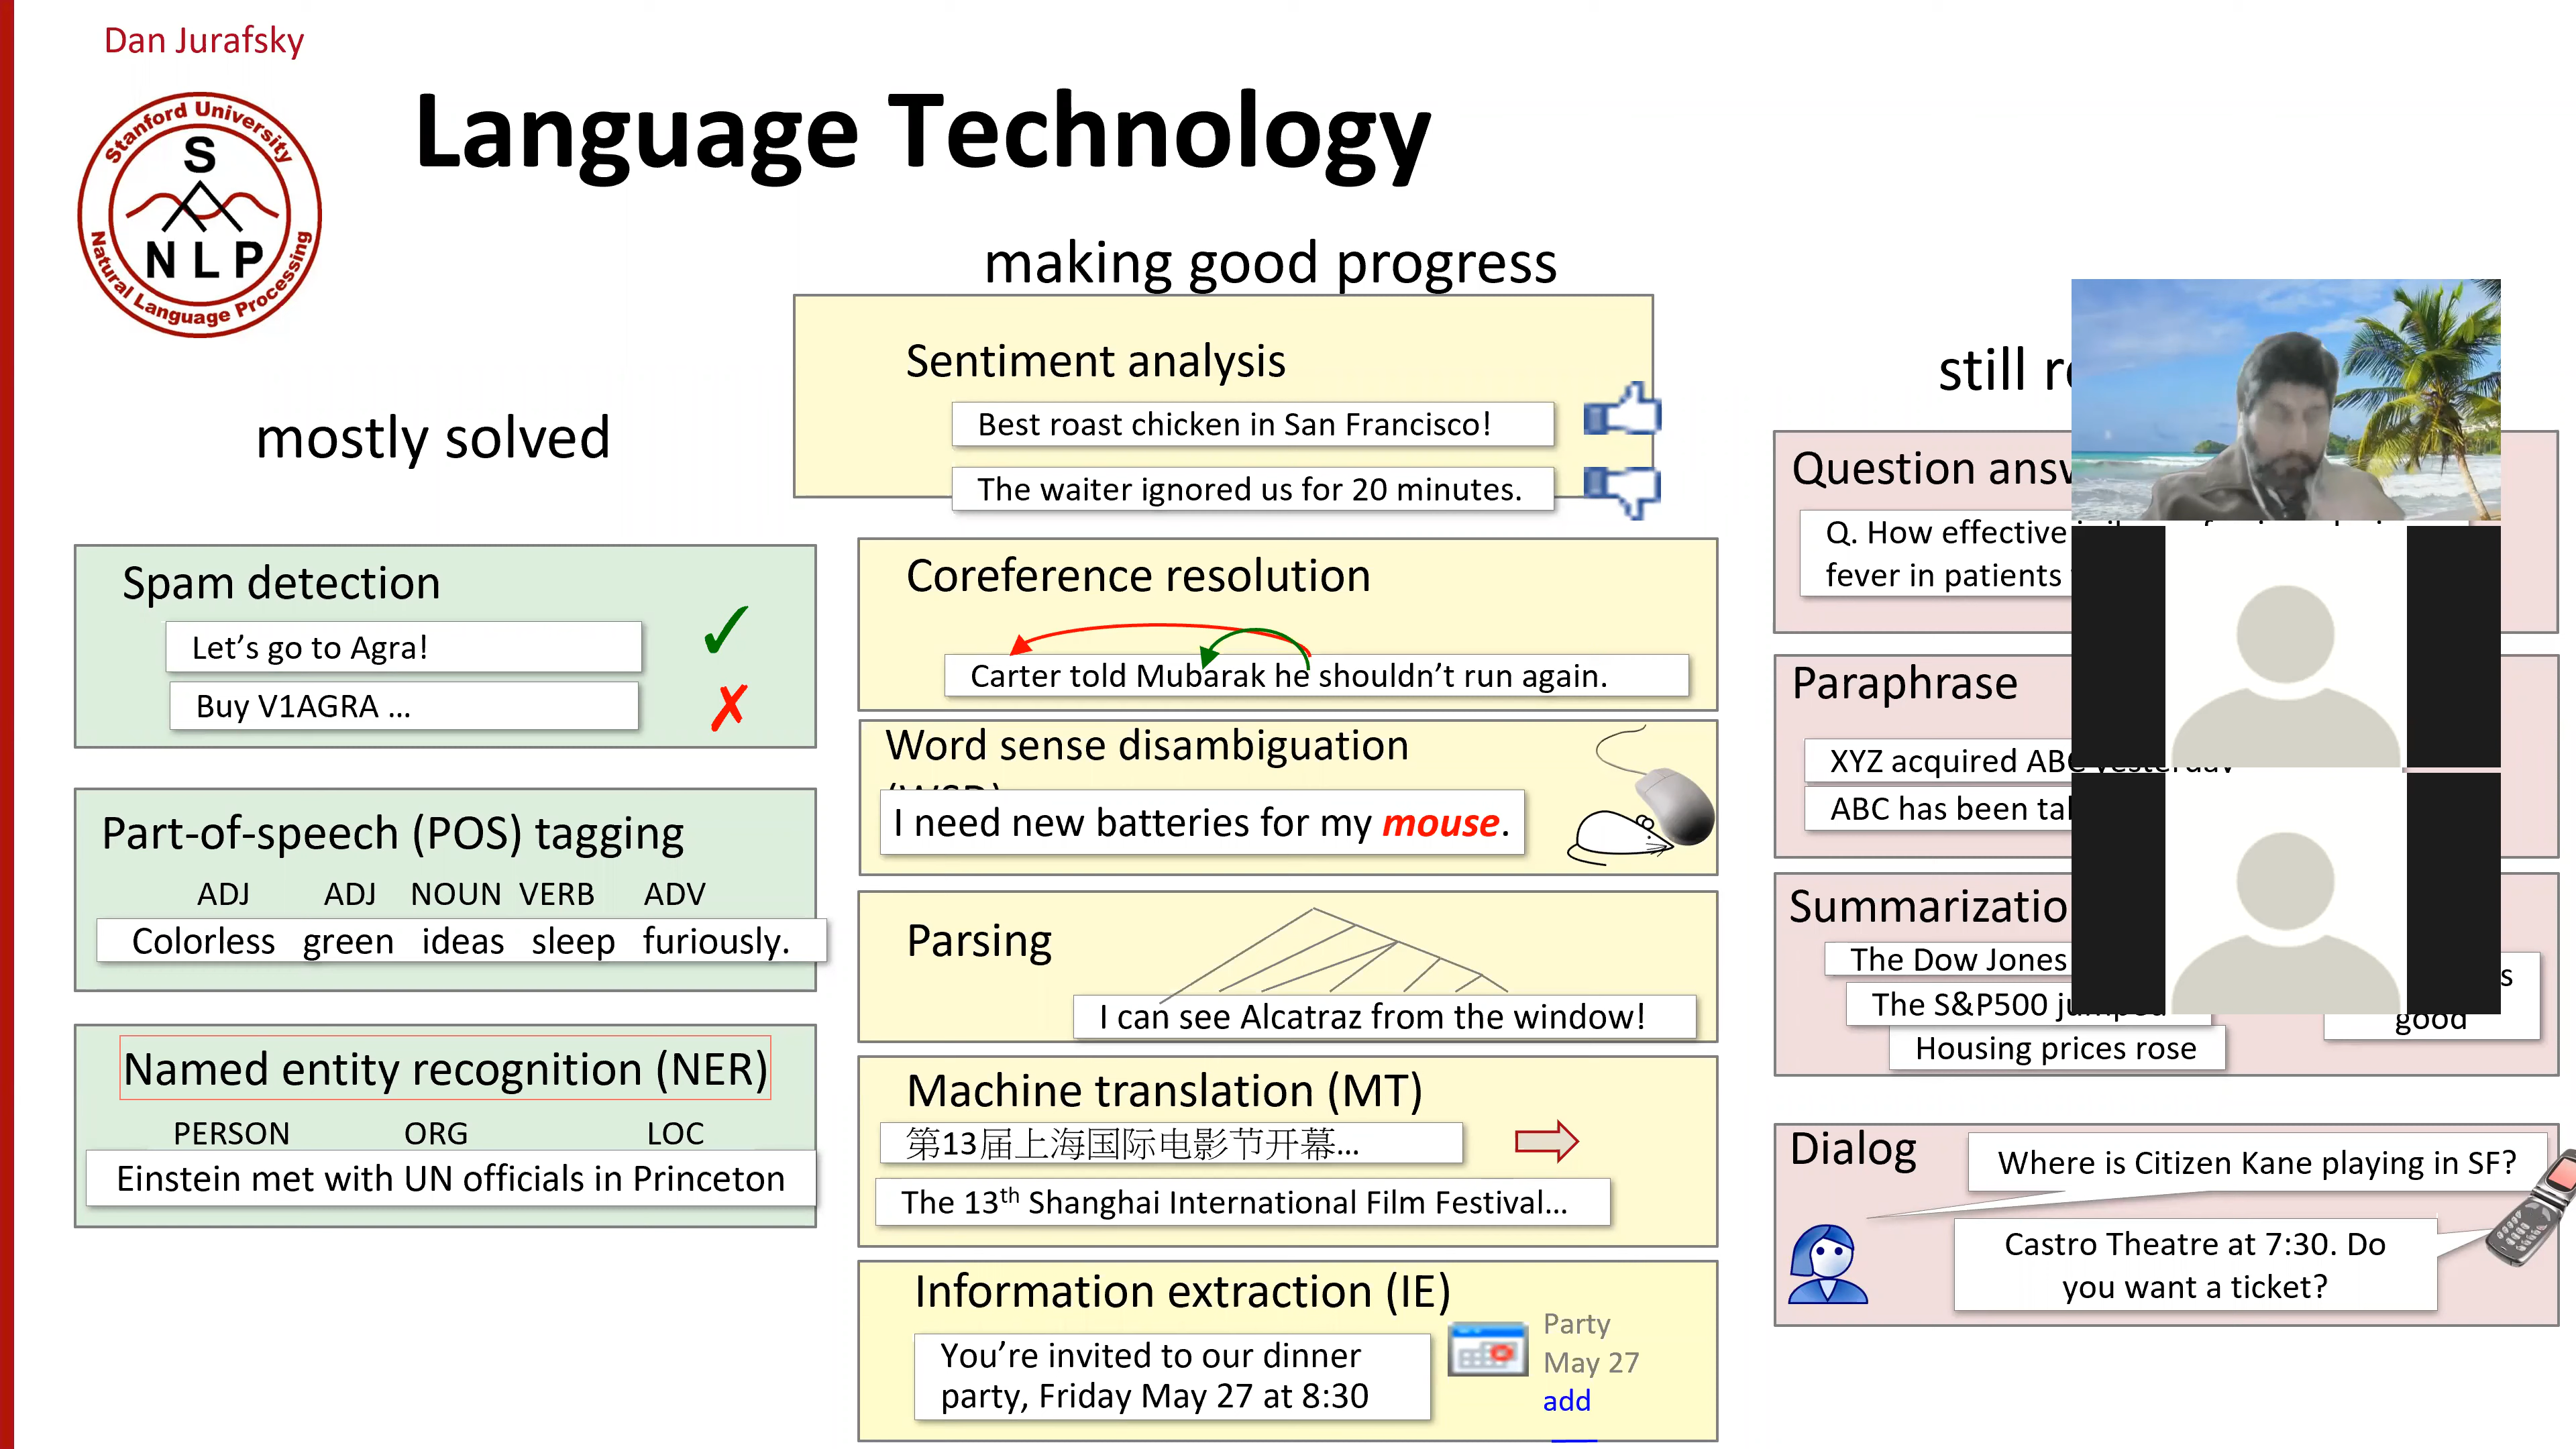 Dan Jurafsky
Stanford University
S
NLP
Natural Language Processing
Language Technology
mostly solved
Spam detection
Let’s go to Agra!
✓
Buy V1AGRA ...
✗
Part-of-speech (POS) tagging
ADJ ADJ NOUN VERB ADV
Colorless green ideas sleep furiously.
Named entity recognition (NER)
PERSON ORG LOC
Einstein met with UN officials in Princeton
making good progress
Sentiment analysis
Best roast chicken in San Francisco!
The waiter ignored us for 20 minutes.
Coreference resolution
Carter told Mubarak he shouldn’t run again.
Word sense disambiguation
I need new batteries for my mouse.
Parsing
I can see Alcatraz from the window!
Machine translation (MT)
第13届上海国际电影节开幕...
The 13th Shanghai International Film Festival...
Information extraction (IE)
You’re invited to our dinner
party, Friday May 27 at 8:30
Party
May 27
add
still
Question
Q. How effective
fever in patients
Paraphrase
XYZ acquired ABC yesterday
ABC has been
The Dow Jones
The S&P500 jumped
Housing prices rose
good
Dialog
Where is Citizen Kane playing in SF?
Castro Theatre at 7:30. Do
you want a ticket?